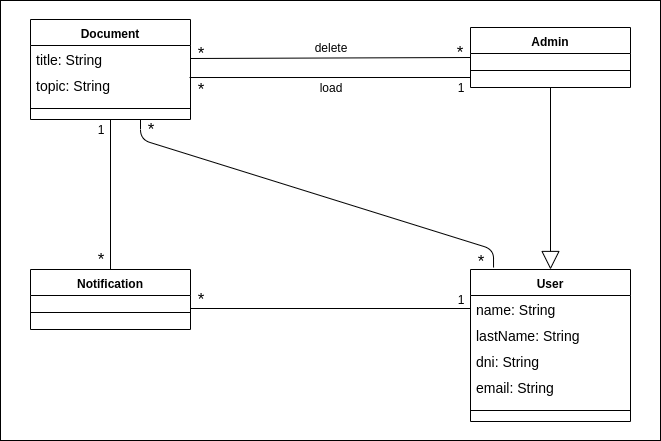 Document
title: String
topic: String
* delete *
* load 1
Admin
1 *
* *
Notification
* 1
User
name: String
lastName: String
dni: String
email: String